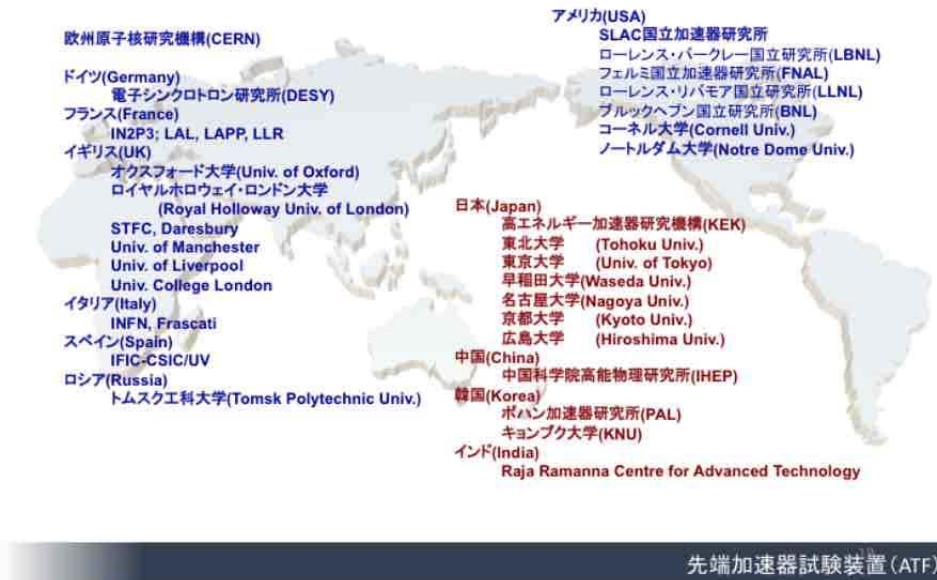 欧州原子核研究機構(CERN)
ドイツ(Germany)
電子シンクロトロン研究所(DESY)
フランス(France)
IN2P3; LAL, LAPP, LLR
イギリス(UK)
オクスフォード大学(Univ. of Oxford)
ロイヤルホロウェイ・ロンドン大学
(Royal Holloway Univ. of London)
STFC, Daresbury
Univ. of Manchester
Univ. of Liverpool
Univ. College London
イタリア(Italy)
INFN, Frascati
スペイン(Spain)
IFIC-CSIC/UV
ロシア(Russia)
トムスク工科大学(Tomsk Polytechnic Univ.)
アメリカ(USA)
SLAC国立加速器研究所
ローレンス・バークレー国立研究所(LBNL)
フェルミ国立加速器研究所(FNAL)
ローレンス・リバモア国立研究所(LLNL)
ブルックヘブン国立研究所(BNL)
コーネル大学(Cornell Univ.)
ノートルダム大学(Notre Dome Univ.)
日本(Japan)
高エネルギー加速器研究機構(KEK)
東北大学 (Tohoku Univ.)
東京大学 (Univ. of Tokyo)
早稲田大学(Waseda Univ.)
名古屋大学(Nagoya Univ.)
京都大学 (Kyoto Univ.)
広島大学 (Hiroshima Univ.)
中国(China)
中国科学院高能物理研究所(IHEP)
韓国(Korea)
ポハン加速器研究所(PAL)
キョンプク大学(KNU)
インド(India)
Raja Ramanna Centre for Advanced Technology
先端加速器試験装置(ATF)